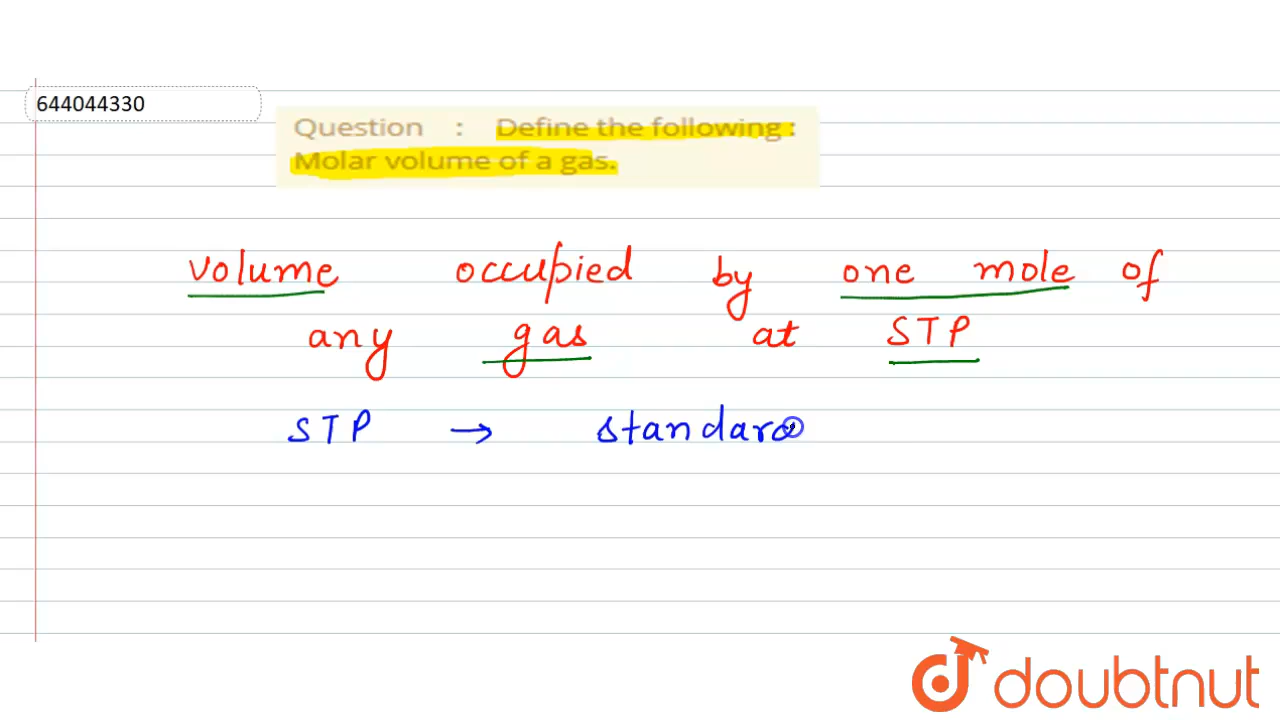 644044330
Question : Define the following :
Molar volume of a gas.
volume occupied by one mole of
any gas at STP
STP → standard
doubtnut